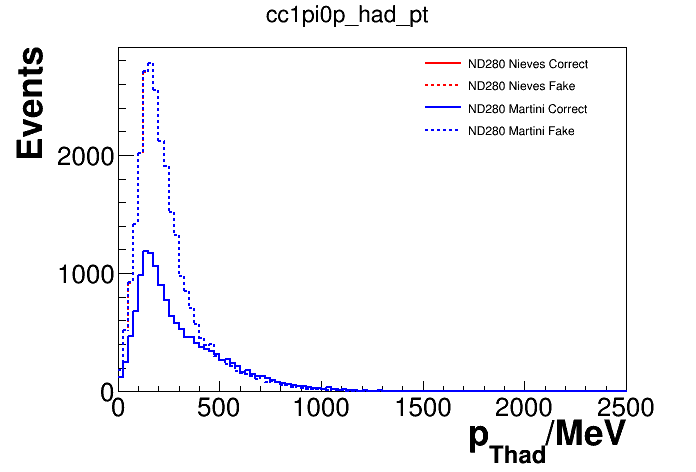 cc1pi0p_had_pt
Events
ND280 Nieves Correct
ND280 Nieves Fake
ND280 Martini Correct
ND280 Martini Fake
2000
1000
0
0 500 1000 1500 2000 2500
pThad/MeV